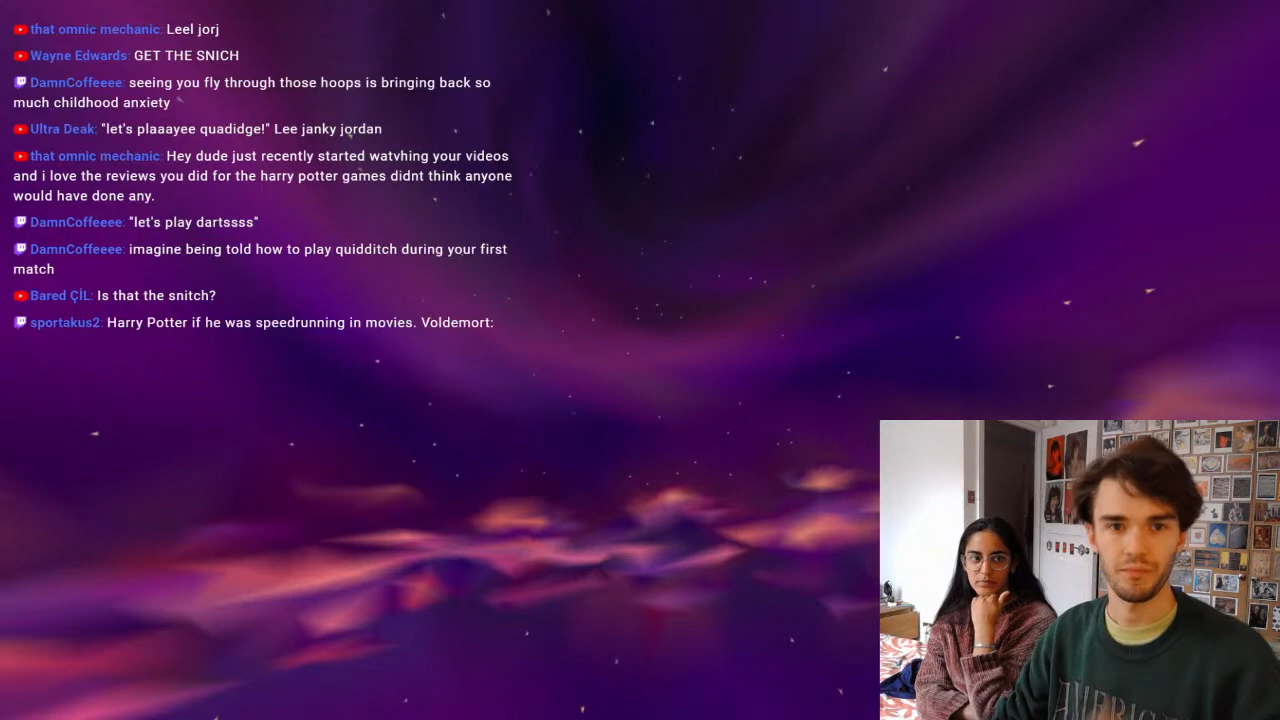 that omnic mechanic: Leel jorj
Wayne Edwards: GET THE SNICH
DamnCoffeeee: seeing you fly through those hoops is bringing back so
much childhood anxiety
Ultra Deak: "let's plaaayee quadidge!" Lee janky jordan
that omnic mechanic: Hey dude just recently started watvhing your videos
and i love the reviews you did for the harry potter games didnt think anyone
would have done any.
DamnCoffeeee: "let's play dartssss"
DamnCoffeeee: imagine being told how to play quidditch during your first
match
Bared ÇİL: Is that the snitch?
sportakus2: Harry Potter if he was speedrunning in movies. Voldemort: